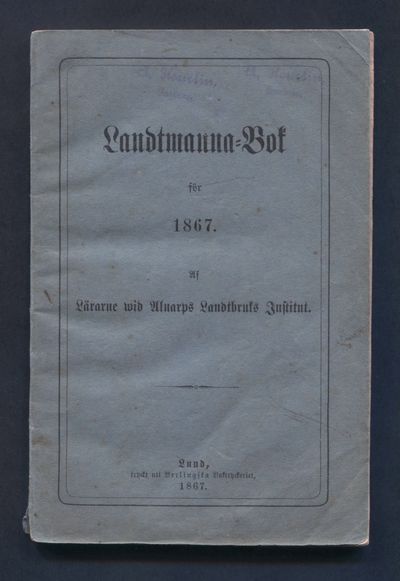 Landtmanna-Bok
för
1867.
Af
Lärarne wid Alnarps Landtbruks Institut.
Lund,
tryckt uti Berlingska Boktryckeriet,
1867.